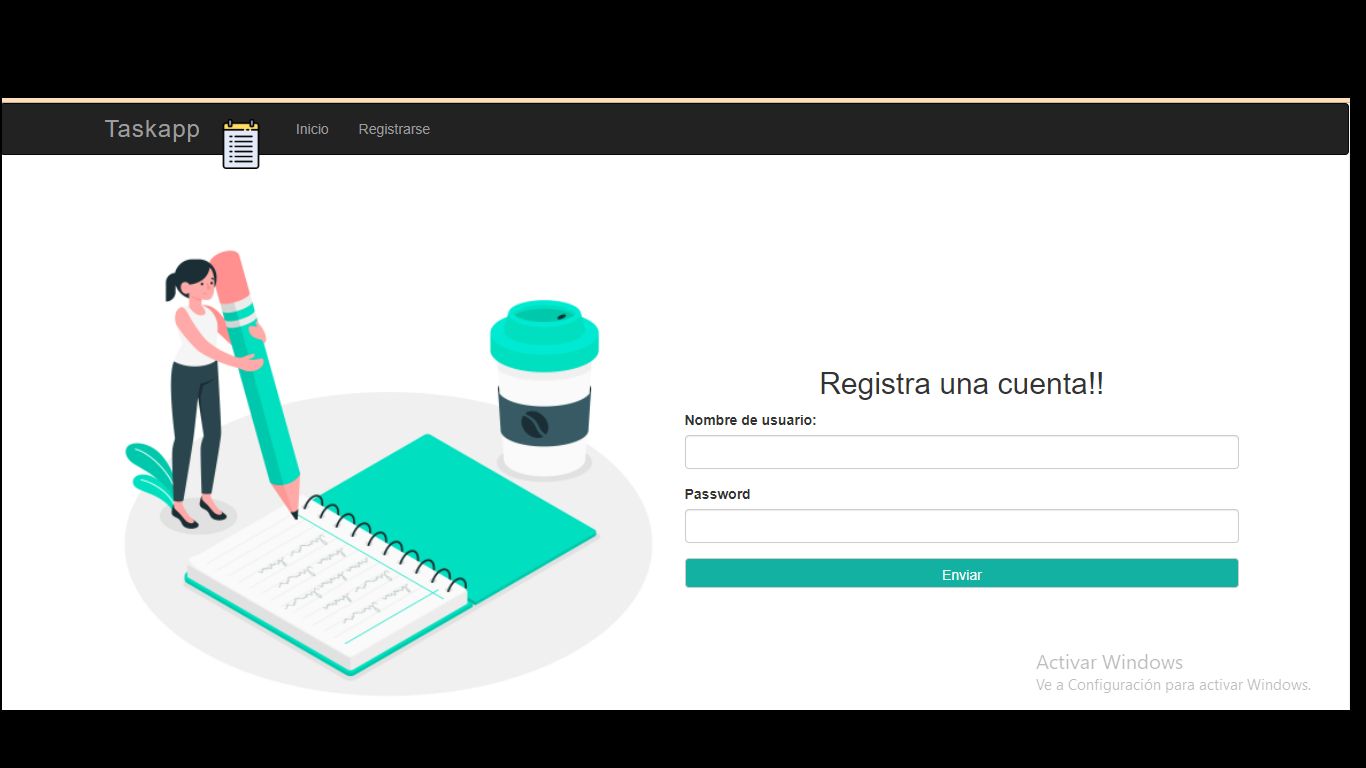 Taskapp
Inicio
Registrarse
Registra una cuenta!!
Nombre de usuario:
Password
Enviar
Activar Windows
Ve a Configuración para activar Windows.